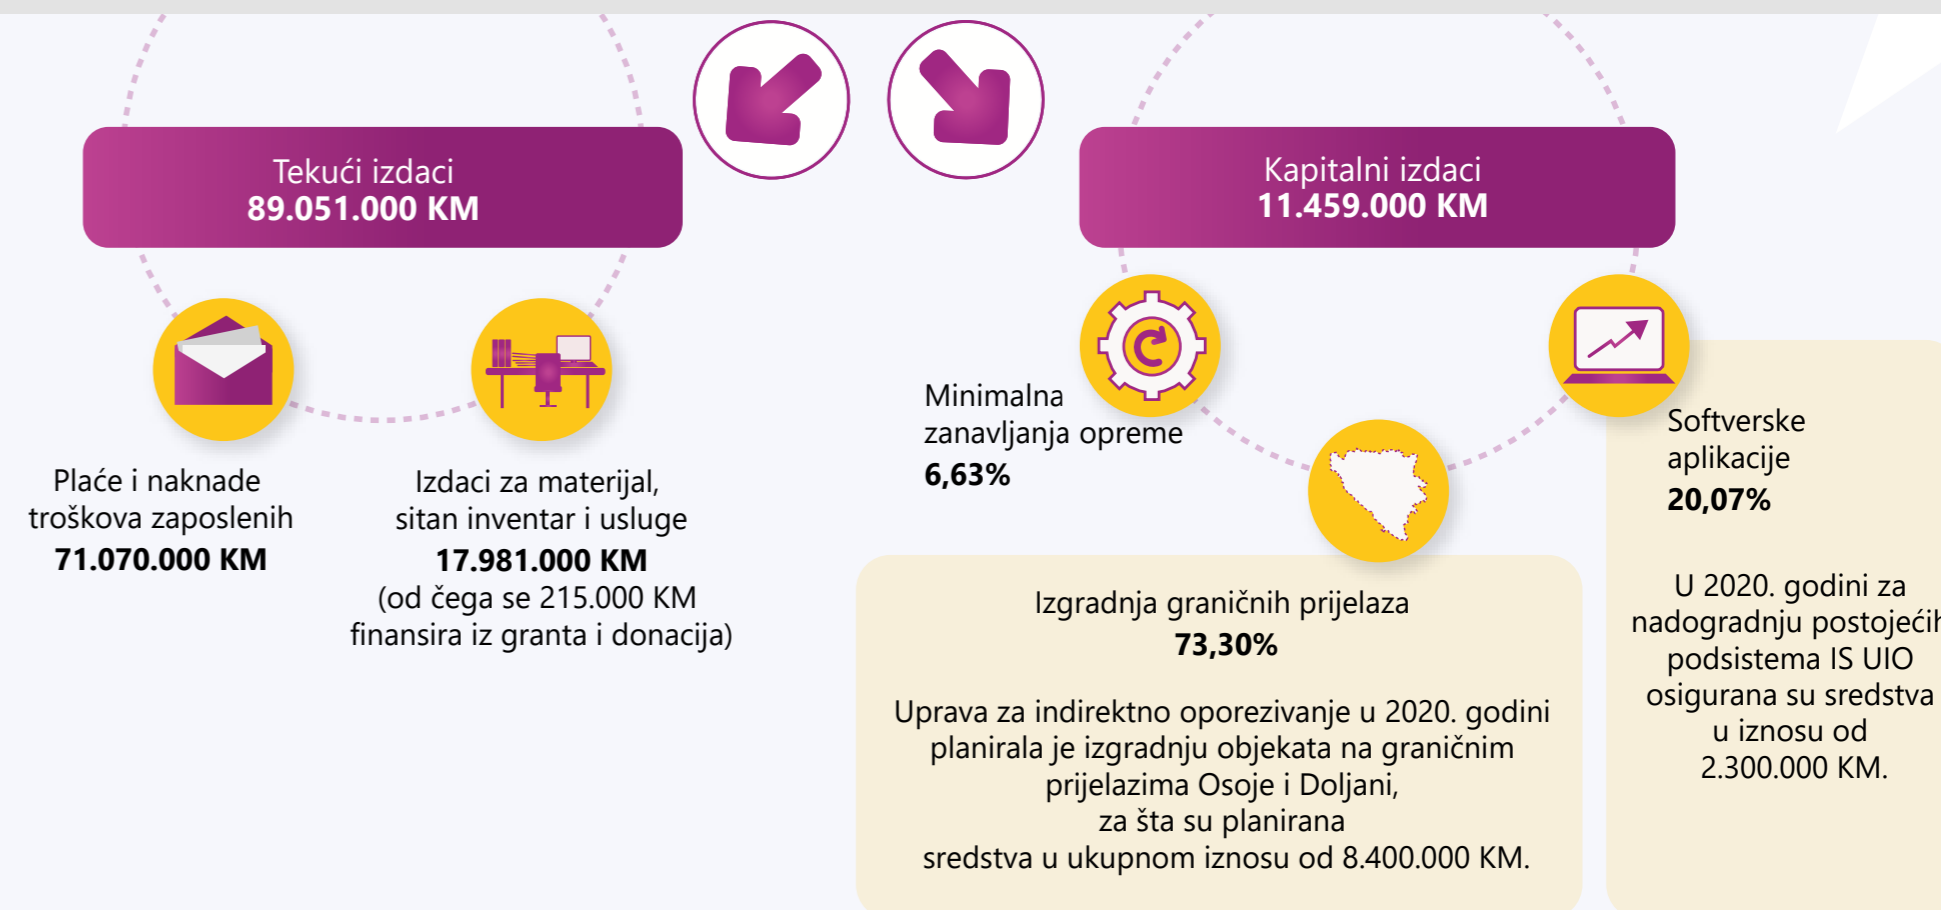 Tekući izdaci
89.051.000 KM
Plaće i naknade
troškova zaposlenih
71.070.000 KM
Izdaci za materijal,
sitan inventar i usluge
17.981.000 KM
(od čega se 215.000 KM
finansira iz granta i donacija)
Kapitalni izdaci
11.459.000 KM
Minimalna
zanavljanja opreme
6,63%
Izgradnja graničnih prijelaza
73,30%
Uprava za indirektno oporezivanje u 2020. godini
planirala je izgradnju objekata na graničnim
prijelazima Osoje i Doljani,
za šta su planirana
sredstva u ukupnom iznosu od 8.400.000 KM.
Softverske
aplikacije
20,07%
U 2020. godini za
nadogradnju postojećih
podsistema IS UIO
osigurana su sredstva
u iznosu od
2.300.000 KM.